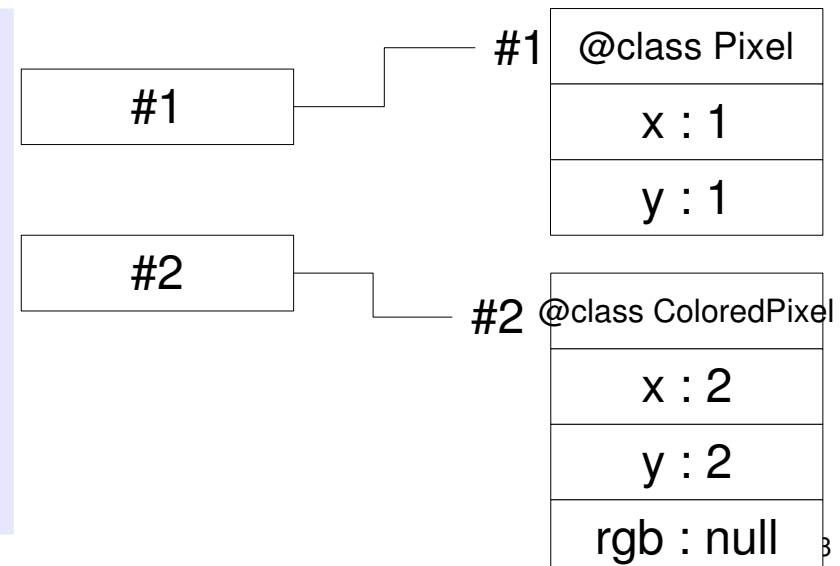 #1
#1
@class Pixel
x : 1
y : 1
#2
#2
@class ColoredPixel
x : 2
y : 2
rgb : null